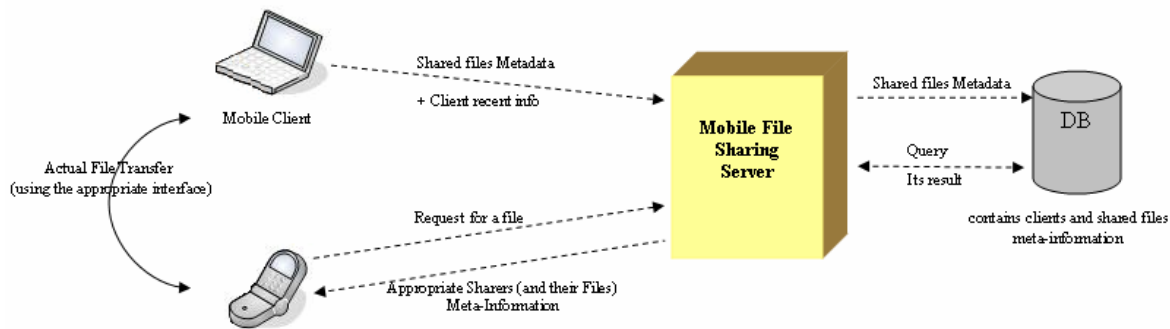 Shared files Metadata
+ Client recent info
Mobile Client
Actual File Transfer
(using the appropriate interface)
Request for a file
Appropriate Sharers (and their Files)
Meta-Information
Mobile File
Sharing
Server
Shared files Metadata
Query
Its result
DB
contains clients and shared files
meta-information